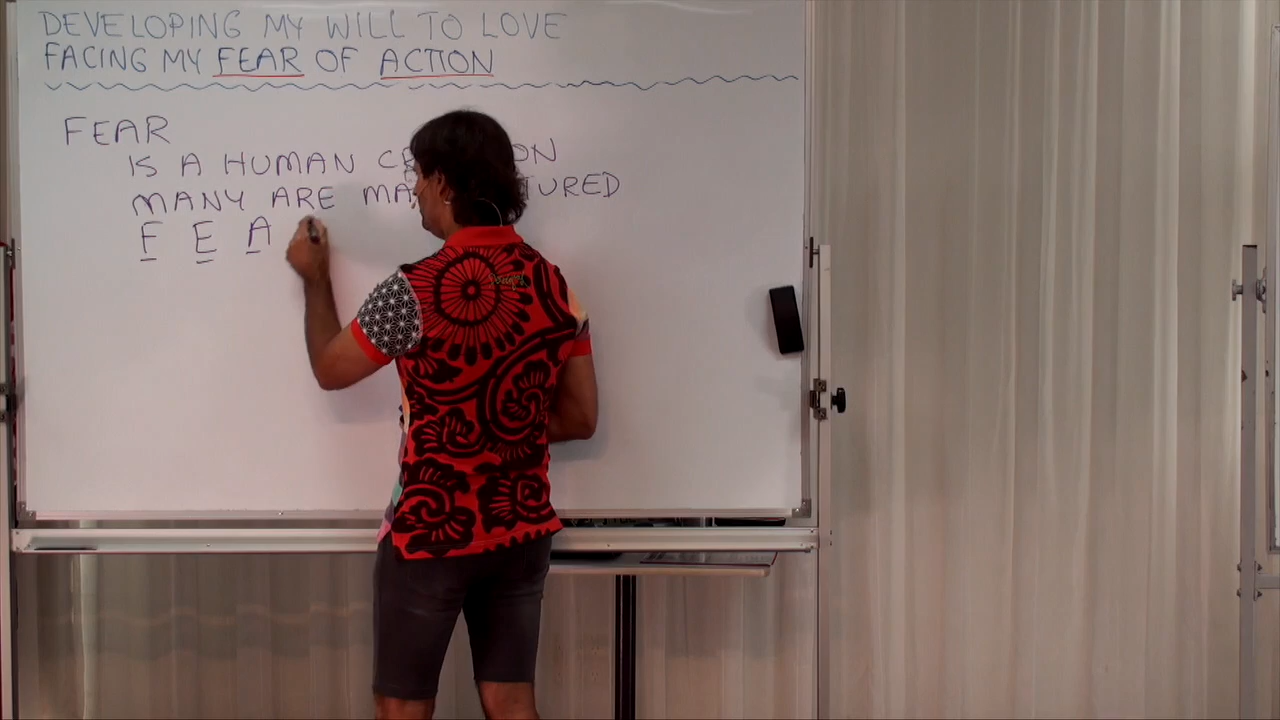 DEVELOPING MY WILL TO LOVE
FACING MY FEAR OF ACTION
FEAR
IS A HUMAN
MANY ARE
F E A